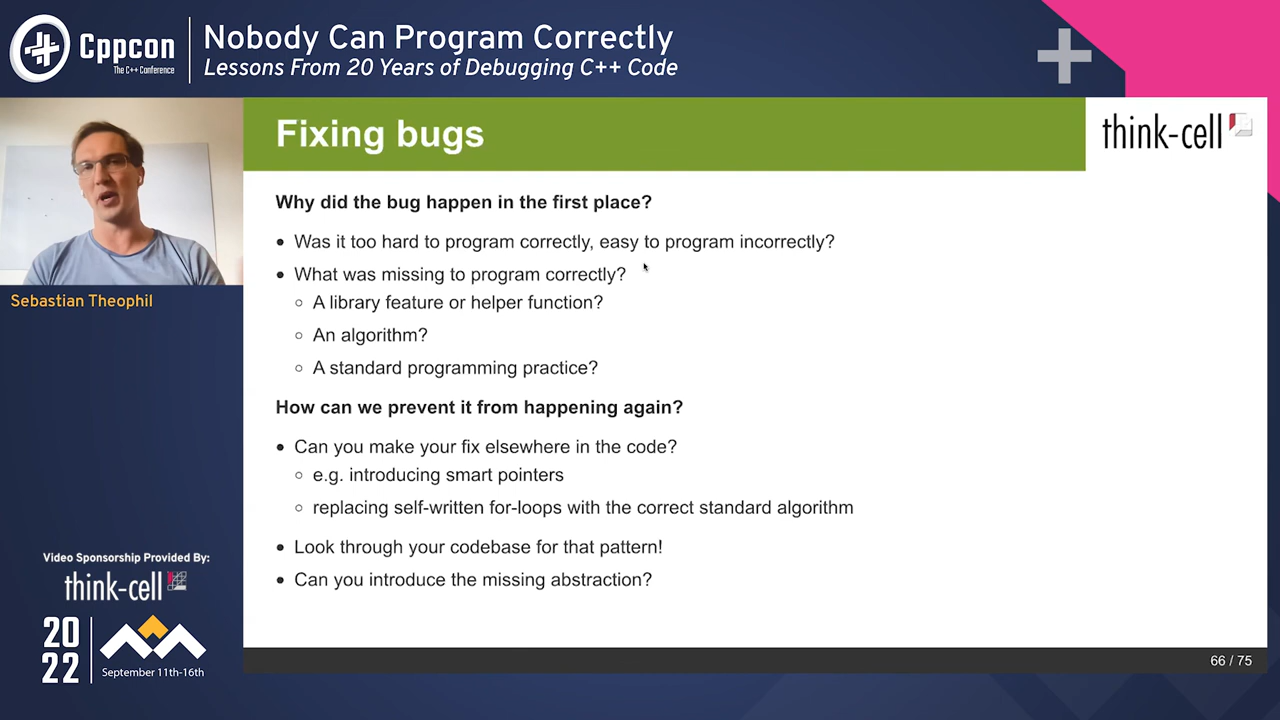 Cppcon
The C++ Conference
Nobody Can Program Correctly
Lessons From 20 Years of Debugging C++ Code
Fixing bugs
think-cell
Why did the bug happen in the first place?
• Was it too hard to program correctly, easy to program incorrectly?
• What was missing to program correctly?
◦ A library feature or helper function?
◦ An algorithm?
◦ A standard programming practice?
How can we prevent it from happening again?
• Can you make your fix elsewhere in the code?
◦ e.g. introducing smart pointers
◦ replacing self-written for-loops with the correct standard algorithm
• Look through your codebase for that pattern!
• Can you introduce the missing abstraction?
66 / 75
Sebastian Theophil
Video Sponsorship Provided By:
think-cell
20
22
September 11th-16th